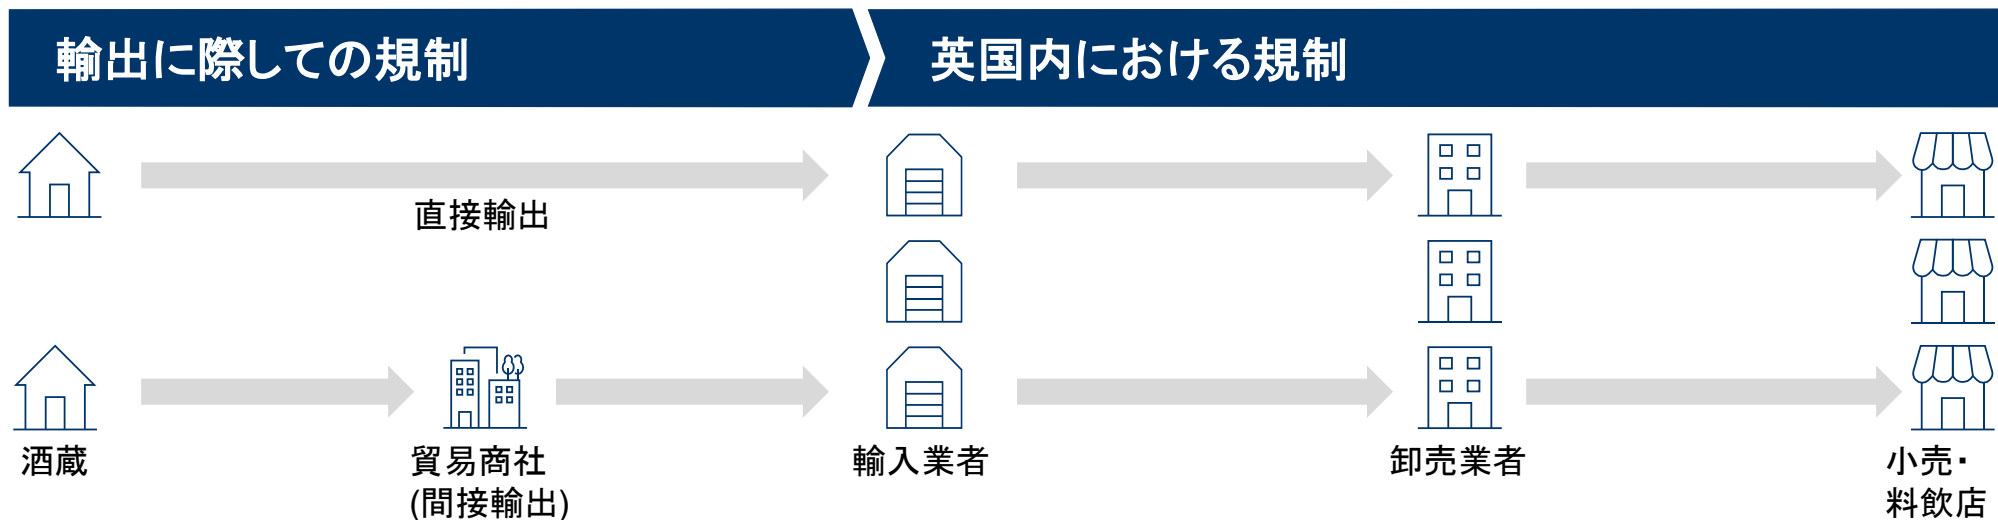 輸出に際しての規制
英国内における規制
直接輸出
酒蔵
貿易商社
(間接輸出)
輸入業者
卸売業者
小売・
料飲店